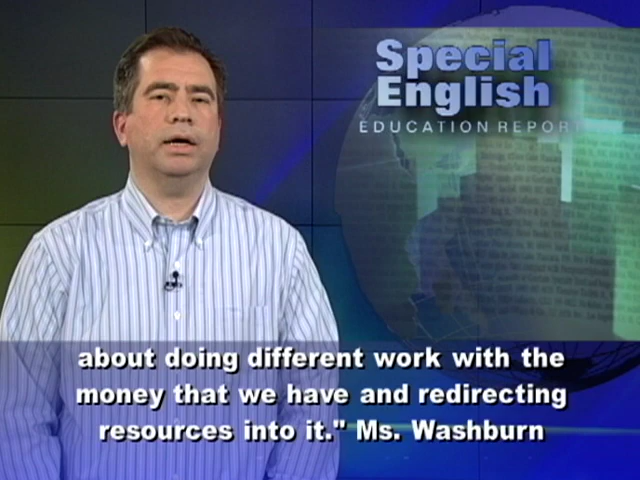 Special
English
EDUCATION REPORT
about doing different work with the
money that we have and redirecting
resources into it." Ms. Washburn